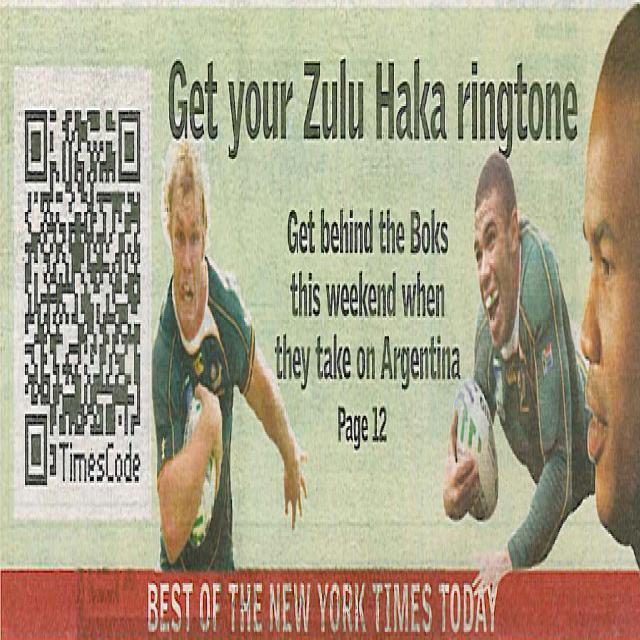 Get your Zulu Haka ringtone
Get behind the Boks
this weekend when
they take on Argentina
Page 12
TimesCode
BEST OF THE NEW YORK TIMES TODAY